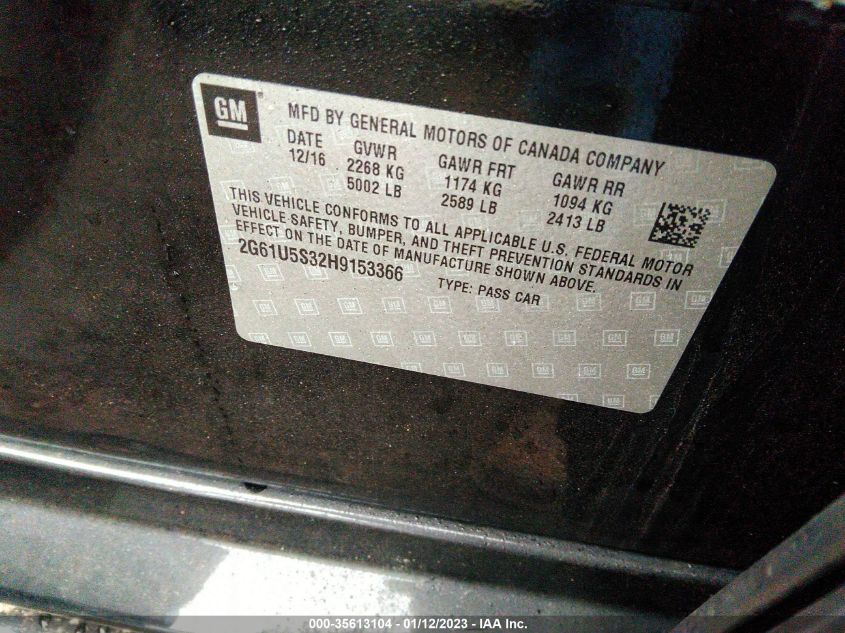 GM
MFD BY GENERAL MOTORS OF CANADA COMPANY
DATE GVWR GAWR FRT GAWR RR
12/16 2268 KG 1174 KG 1094 KG
5002 LB 2589 LB 2413 LB
THIS VEHICLE CONFORMS TO ALL APPLICABLE U.S. FEDERAL MOTOR
VEHICLE SAFETY, BUMPER, AND THEFT PREVENTION STANDARDS IN
EFFECT ON THE DATE OF MANUFACTURE SHOWN ABOVE.
2G61U5S32H9153366 TYPE: PASS CAR
000-35613104 - 01/12/2023 - IAA Inc.